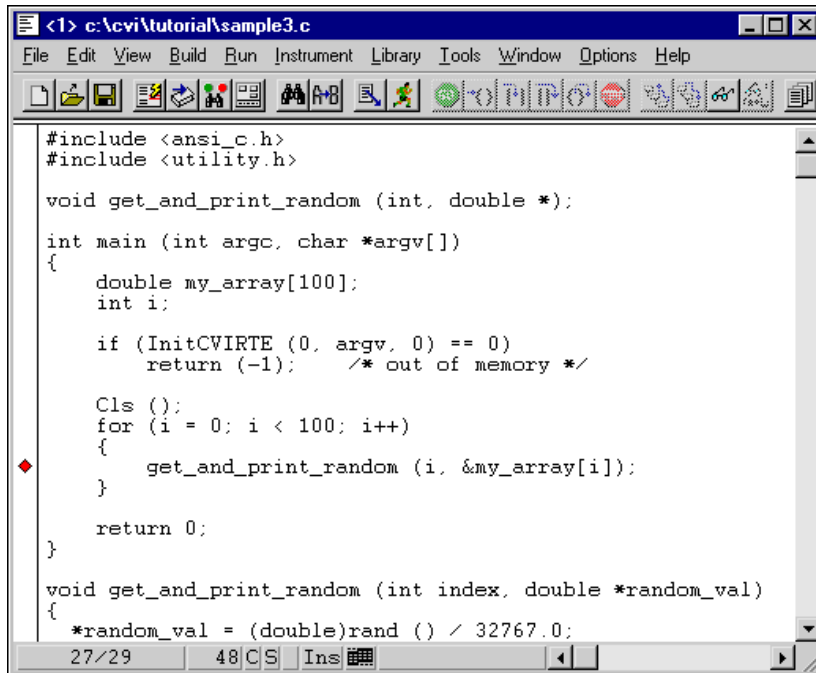 <1> c:\cvi\tutorial\sample3.c
File Edit View Build Run Instrument Library Tools Window Options Help
#include <ansi_c.h>
#include <utility.h>
void get_and_print_random (int, double *);
int main (int argc, char *argv[])
{
    double my_array[100];
    int i;
    if (InitCVIRTE (0, argv, 0) == 0)
        return (-1);    /* out of memory */
    Cls ();
    for (i = 0; i < 100; i++)
    {
        get_and_print_random (i, &my_array[i]);
    }
    return 0;
}
void get_and_print_random (int index, double *random_val)
{
  *random_val = (double)rand () / 32767.0;
27/29 48 C S Ins